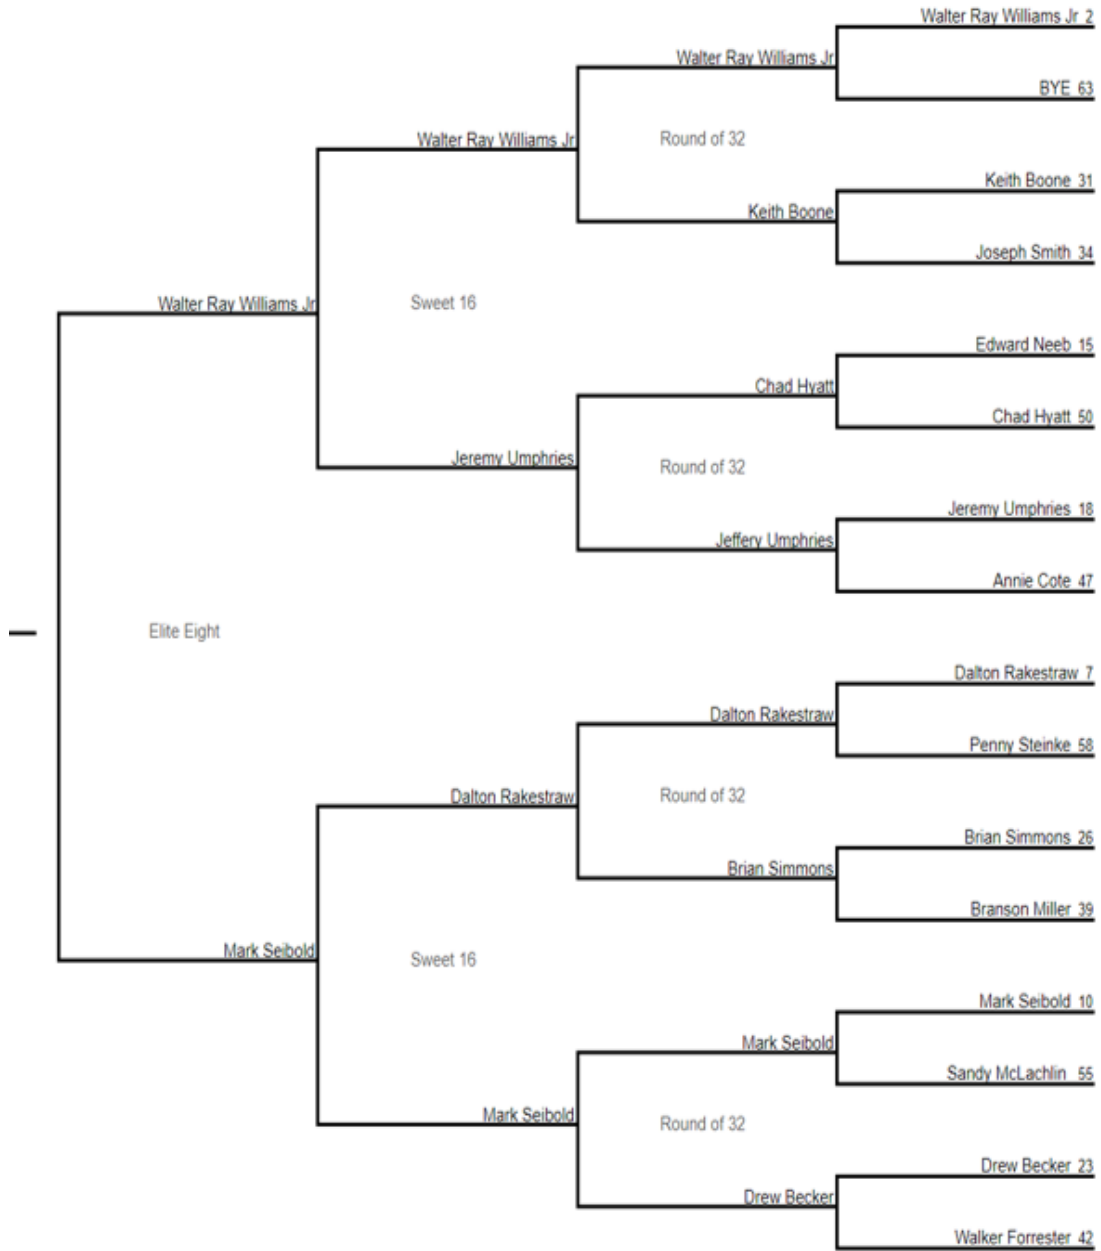 Walter Ray Williams Jr 2
Walter Ray Williams Jr
BYE 63
Walter Ray Williams Jr
Round of 32
Keith Boone 31
Keith Boone
Joseph Smith 34
Walter Ray Williams Jr
Sweet 16
Edward Neeb 15
Chad Hyatt
Chad Hyatt 50
Jeremy Umphries
Round of 32
Jeremy Umphries 18
Jeffery Umphries
Annie Cote 47
Elite Eight
Dalton Rakestraw 7
Dalton Rakestraw
Penny Steinke 58
Dalton Rakestraw
Round of 32
Brian Simmons 26
Brian Simmons
Branson Miller 39
Mark Seibold
Sweet 16
Mark Seibold 10
Mark Seibold
Sandy McLachlin 55
Mark Seibold
Round of 32
Drew Becker 23
Drew Becker
Walker Forrester 42